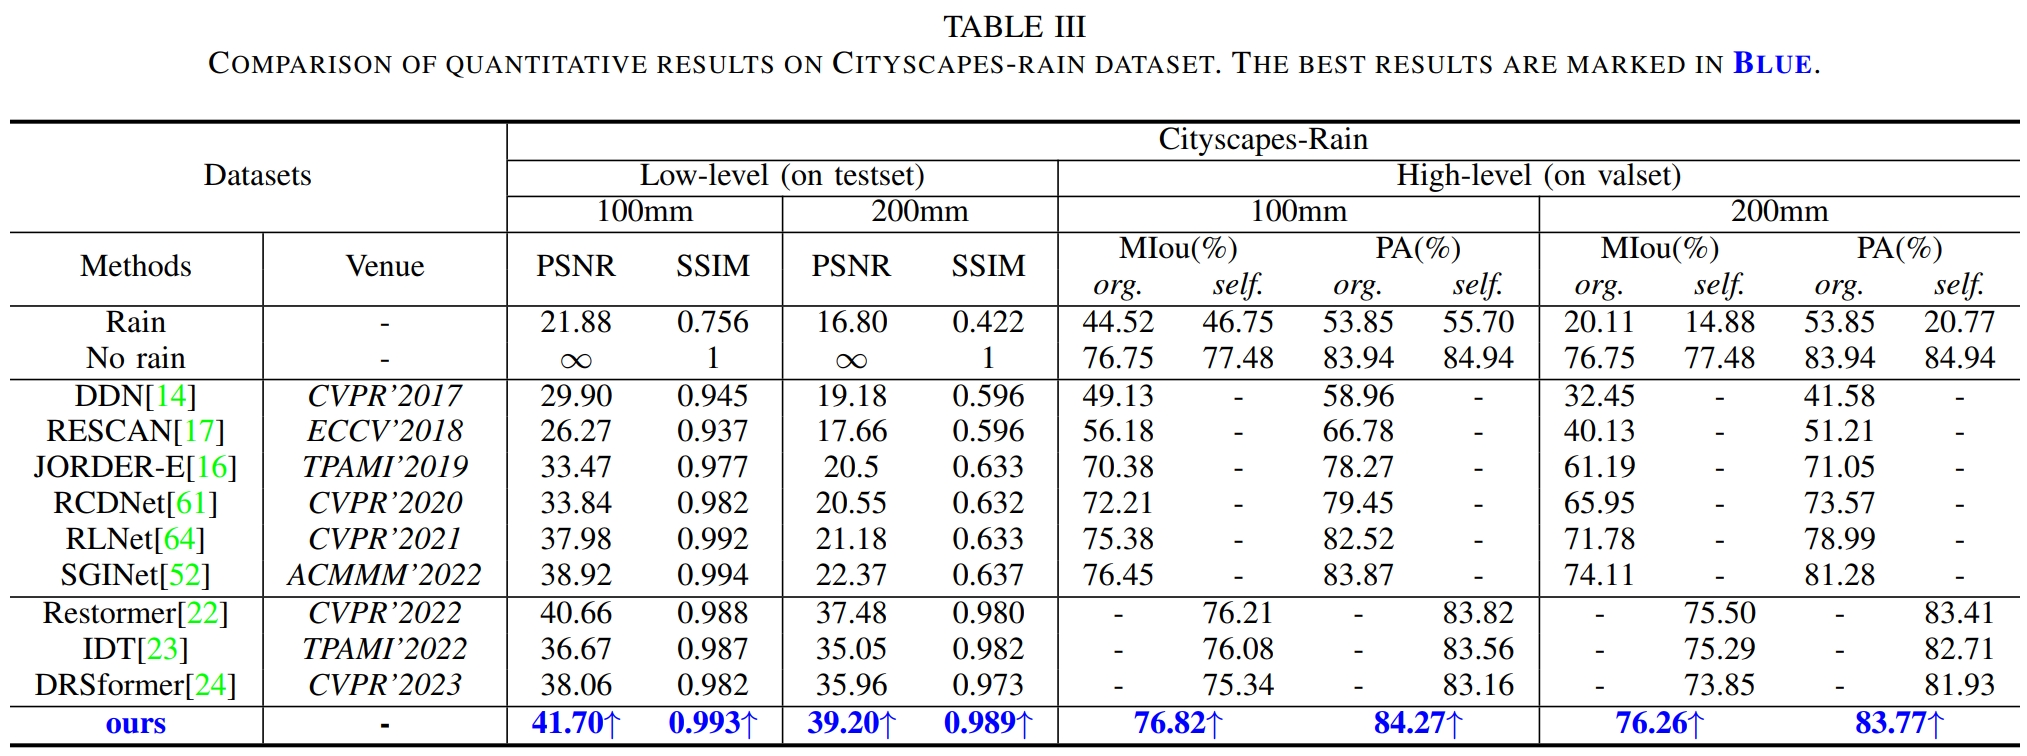 TABLE III
COMPARISON OF QUANTITATIVE RESULTS ON CITYSCAPES-RAIN DATASET. THE BEST RESULTS ARE MARKED IN BLUE.
Datasets Cityscapes-Rain
Low-level (on testset) High-level (on valset)
100mm 200mm 100mm 200mm
Methods Venue PSNR SSIM PSNR SSIM MIou(%) PA(%) MIou(%) PA(%)
org. self. org. self. org. self. org. self.
Rain - 21.88 0.756 16.80 0.422 44.52 46.75 53.85 55.70 20.11 14.88 53.85 20.77
No rain - ∞ 1 ∞ 1 76.75 77.48 83.94 84.94 76.75 77.48 83.94 84.94
DDN[14] CVPR'2017 29.90 0.945 19.18 0.596 49.13 - 58.96 - 32.45 - 41.58 -
RESCAN[17] ECCV'2018 26.27 0.937 17.66 0.596 56.18 - 66.78 - 40.13 - 51.21 -
JORDER-E[16] TPAMI'2019 33.47 0.977 20.5 0.633 70.38 - 78.27 - 61.19 - 71.05 -
RCDNet[61] CVPR'2020 33.84 0.982 20.55 0.632 72.21 - 79.45 - 65.95 - 73.57 -
RLNet[64] CVPR'2021 37.98 0.992 21.18 0.633 75.38 - 82.52 - 71.78 - 78.99 -
SGINet[52] ACMMM'2022 38.92 0.994 22.37 0.637 76.45 - 83.87 - 74.11 - 81.28 -
Restormer[22] CVPR'2022 40.66 0.988 37.48 0.980 - 76.21 - 83.82 - 75.50 - 83.41
IDT[23] TPAMI'2022 36.67 0.987 35.05 0.982 - 76.08 - 83.56 - 75.29 - 82.71
DRSformer[24] CVPR'2023 38.06 0.982 35.96 0.973 - 75.34 - 83.16 - 73.85 - 81.93
ours - 41.70↑ 0.993↑ 39.20↑ 0.989↑ 76.82↑ 84.27↑ 76.26↑ 83.77↑